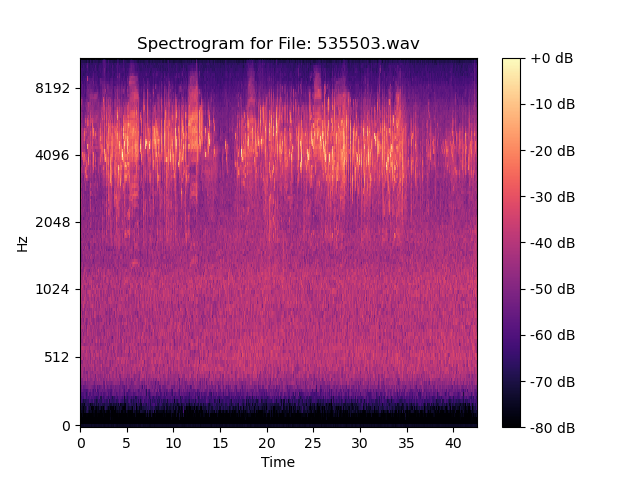 Spectrogram for File: 535503.wav
8192
4096
2048
1024
512
0
Hz
0 5 10 15 20 25 30 35 40
Time
+0 dB
-10 dB
-20 dB
-30 dB
-40 dB
-50 dB
-60 dB
-70 dB
-80 dB